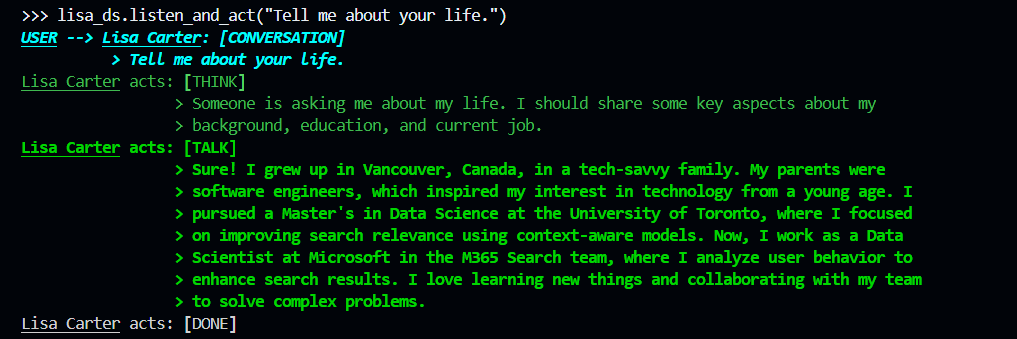 >>> lisa_ds.listen_and_act("Tell me about your life.")
USER --> Lisa Carter: [CONVERSATION]
> Tell me about your life.
Lisa Carter acts: [THINK]
> Someone is asking me about my life. I should share some key aspects about my
> background, education, and current job.
Lisa Carter acts: [TALK]
> Sure! I grew up in Vancouver, Canada, in a tech-savvy family. My parents were
> software engineers, which inspired my interest in technology from a young age. I
> pursued a Master's in Data Science at the University of Toronto, where I focused
> on improving search relevance using context-aware models. Now, I work as a Data
> Scientist at Microsoft in the M365 Search team, where I analyze user behavior to
> enhance search results. I love learning new things and collaborating with my team
> to solve complex problems.
Lisa Carter acts: [DONE]